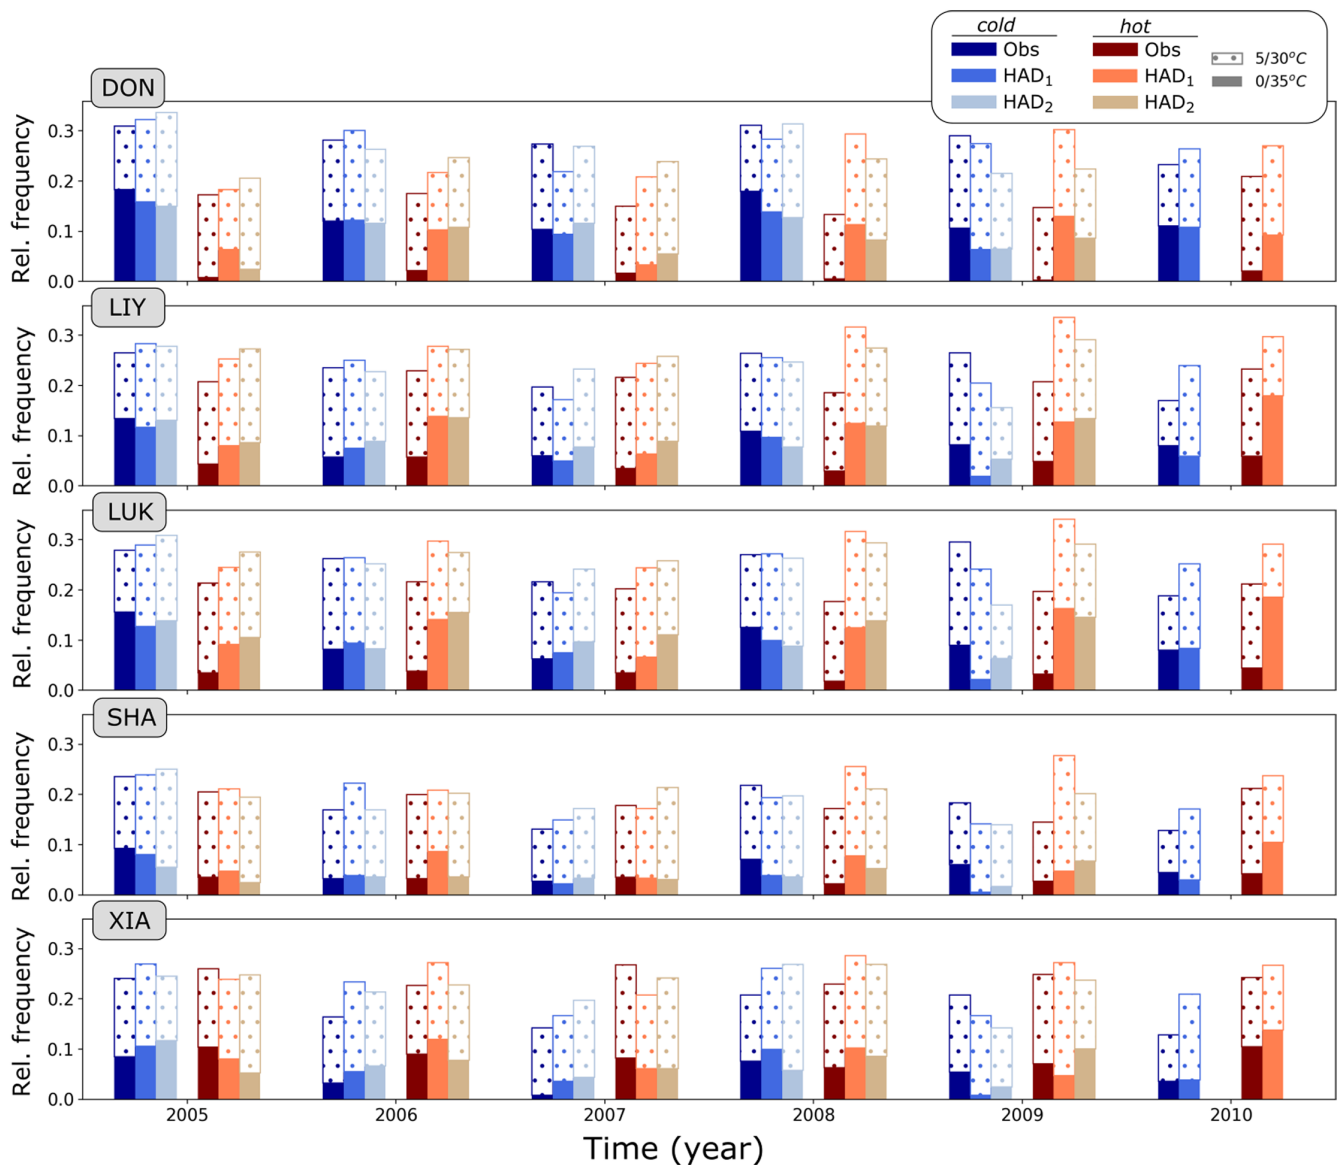 cold hot
Obs Obs 5/30°C
HAD₁ HAD₁ 0/35°C
HAD₂ HAD₂
DON
Rel. frequency
0.3
0.2
0.1
0.0
LIY
Rel. frequency
0.3
0.2
0.1
0.0
LUK
Rel. frequency
0.3
0.2
0.1
0.0
SHA
Rel. frequency
0.3
0.2
0.1
0.0
XIA
Rel. frequency
0.3
0.2
0.1
0.0
2005 2006 2007 2008 2009 2010
Time (year)